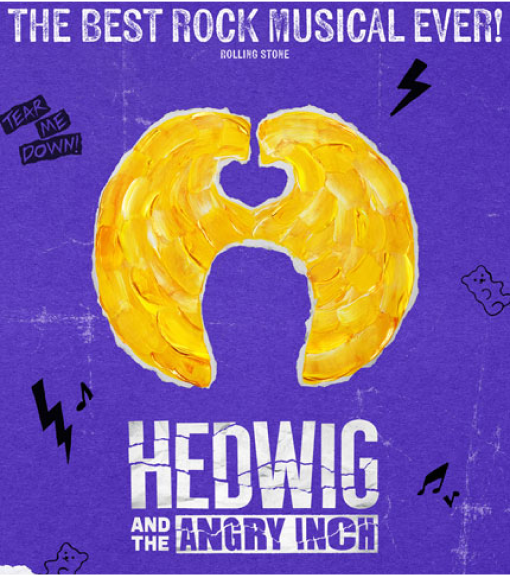 THE BEST ROCK MUSICAL EVER!
ROLLING STONE
TEAR
ME
DOWN!
HEDWIG
AND
THE
ANGRY INCH